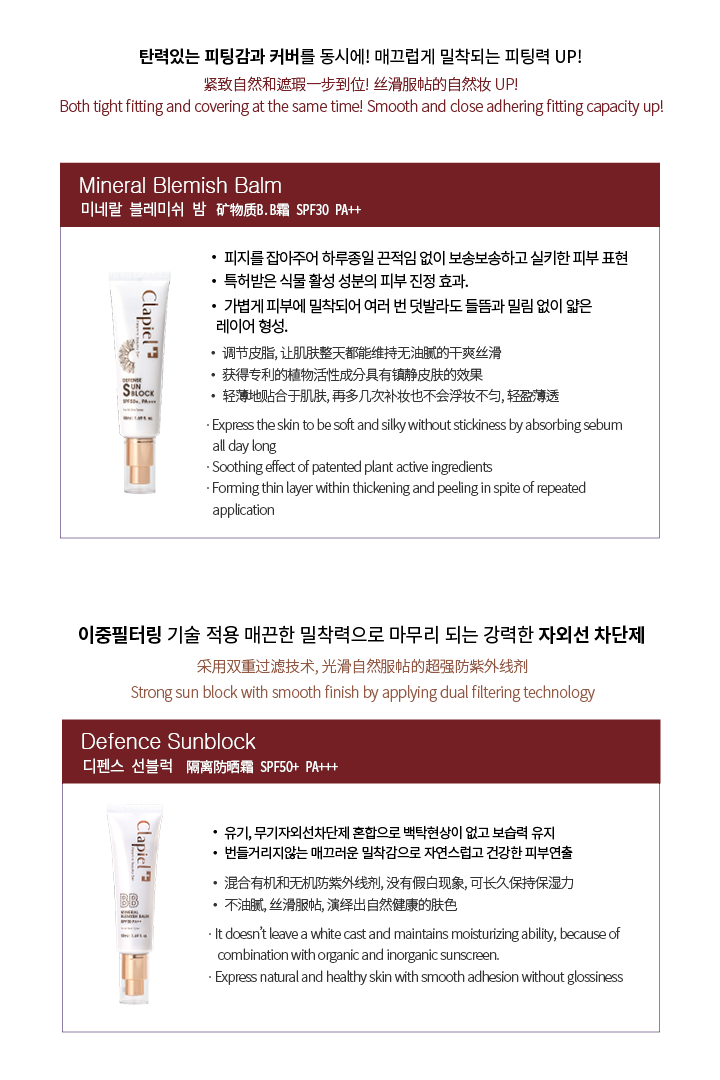 탄력있는 피팅감과 커버를 동시에! 매끄럽게 밀착되는 피팅력 UP!
紧致自然和遮瑕一步到位! 丝滑服帖的自然妆 UP!
Both tight fitting and covering at the same time! Smooth and close adhering fitting capacity up!
Mineral Blemish Balm
미네랄 블레미쉬 밤 矿物质B.B霜 SPF30 PA++
• 피지를 잡아주어 하루종일 끈적임 없이 보송보송하고 실키한 피부 표현
• 특허받은 식물 활성 성분의 피부 진정 효과.
• 가볍게 피부에 밀착되어 여러 번 덧발라도 들뜸과 밀림 없이 얇은
레이어 형성.
• 调节皮脂, 让肌肤整天都能维持无油腻的干爽丝滑
• 获得专利的植物活性成分具有镇静皮肤的效果
• 轻薄地贴合于肌肤, 再多几次补妆也不会浮妆不匀, 轻盈薄透
· Express the skin to be soft and silky without stickiness by absorbing sebum
all day long
· Soothing effect of patented plant active ingredients
· Forming thin layer within thickening and peeling in spite of repeated
application
Clapiel
DEFENSE
SUN
BLOCK
SPF50+, PA+++
이중필터링 기술 적용 매끈한 밀착력으로 마무리 되는 강력한 자외선 차단제
采用双重过滤技术, 光滑自然服帖的超强防紫外线剂
Strong sun block with smooth finish by applying dual filtering technology
Defence Sunblock
디펜스 선블럭 隔离防晒霜 SPF50+ PA+++
• 유기, 무기자외선차단제 혼합으로 백탁현상이 없고 보습력 유지
• 번들거리지않는 매끄러운 밀착감으로 자연스럽고 건강한 피부연출
• 混合有机和无机防紫外线剂, 没有假白现象, 可长久保持保湿力
• 不油腻, 丝滑服帖, 演绎出自然健康的肤色
· It doesn't leave a white cast and maintains moisturizing ability, because of
combination with organic and inorganic sunscreen.
· Express natural and healthy skin with smooth adhesion without glossiness
Clapiel
BB
MINERAL
BLEMISH BALM
SPF30 PA++